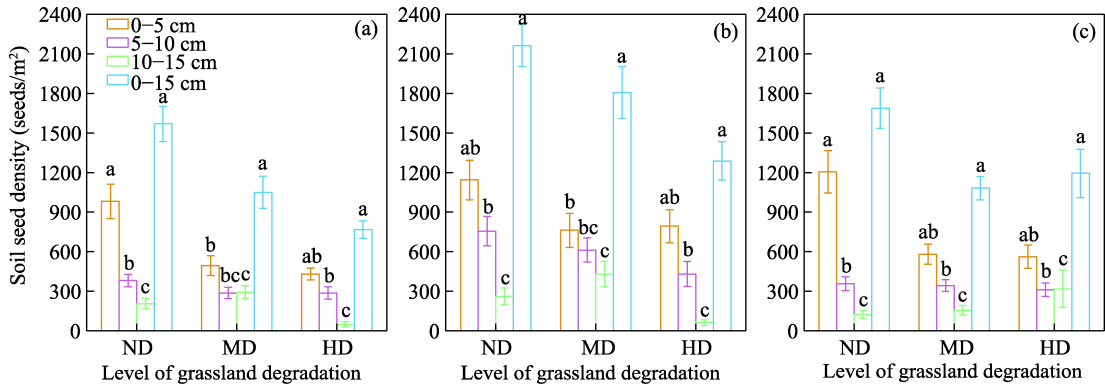 Soil seed density (seeds/m²)
2400
2100
1800
1500
1200
900
600
300
0
(a)
0−5 cm
5−10 cm
10−15 cm
0−15 cm
a
b
c
a
b
bc
c
a
ab
b
c
a
ND
MD
HD
Level of grassland degradation
2400
2100
1800
1500
1200
900
600
300
0
(b)
ab
b
c
a
b
bc
c
a
ab
b
c
a
ND
MD
HD
Level of grassland degradation
2400
2100
1800
1500
1200
900
600
300
0
(c)
a
b
c
a
ab
b
c
a
ab
b
c
a
ND
MD
HD
Level of grassland degradation